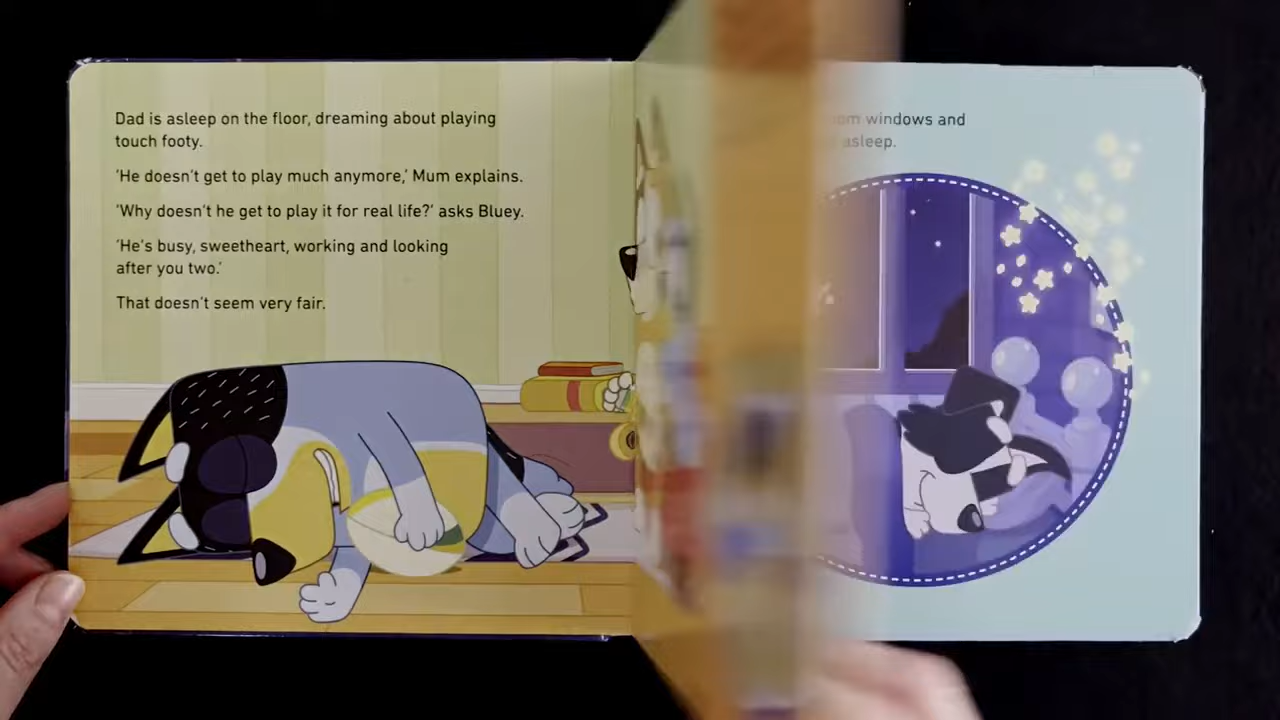 Dad is asleep on the floor, dreaming about playing
touch footy.
'He doesn't get to play much anymore,' Mum explains.
'Why doesn't he get to play it for real life?' asks Bluey.
'He's busy, sweetheart, working and looking
after you two.'
That doesn't seem very fair.
windows and
asleep.